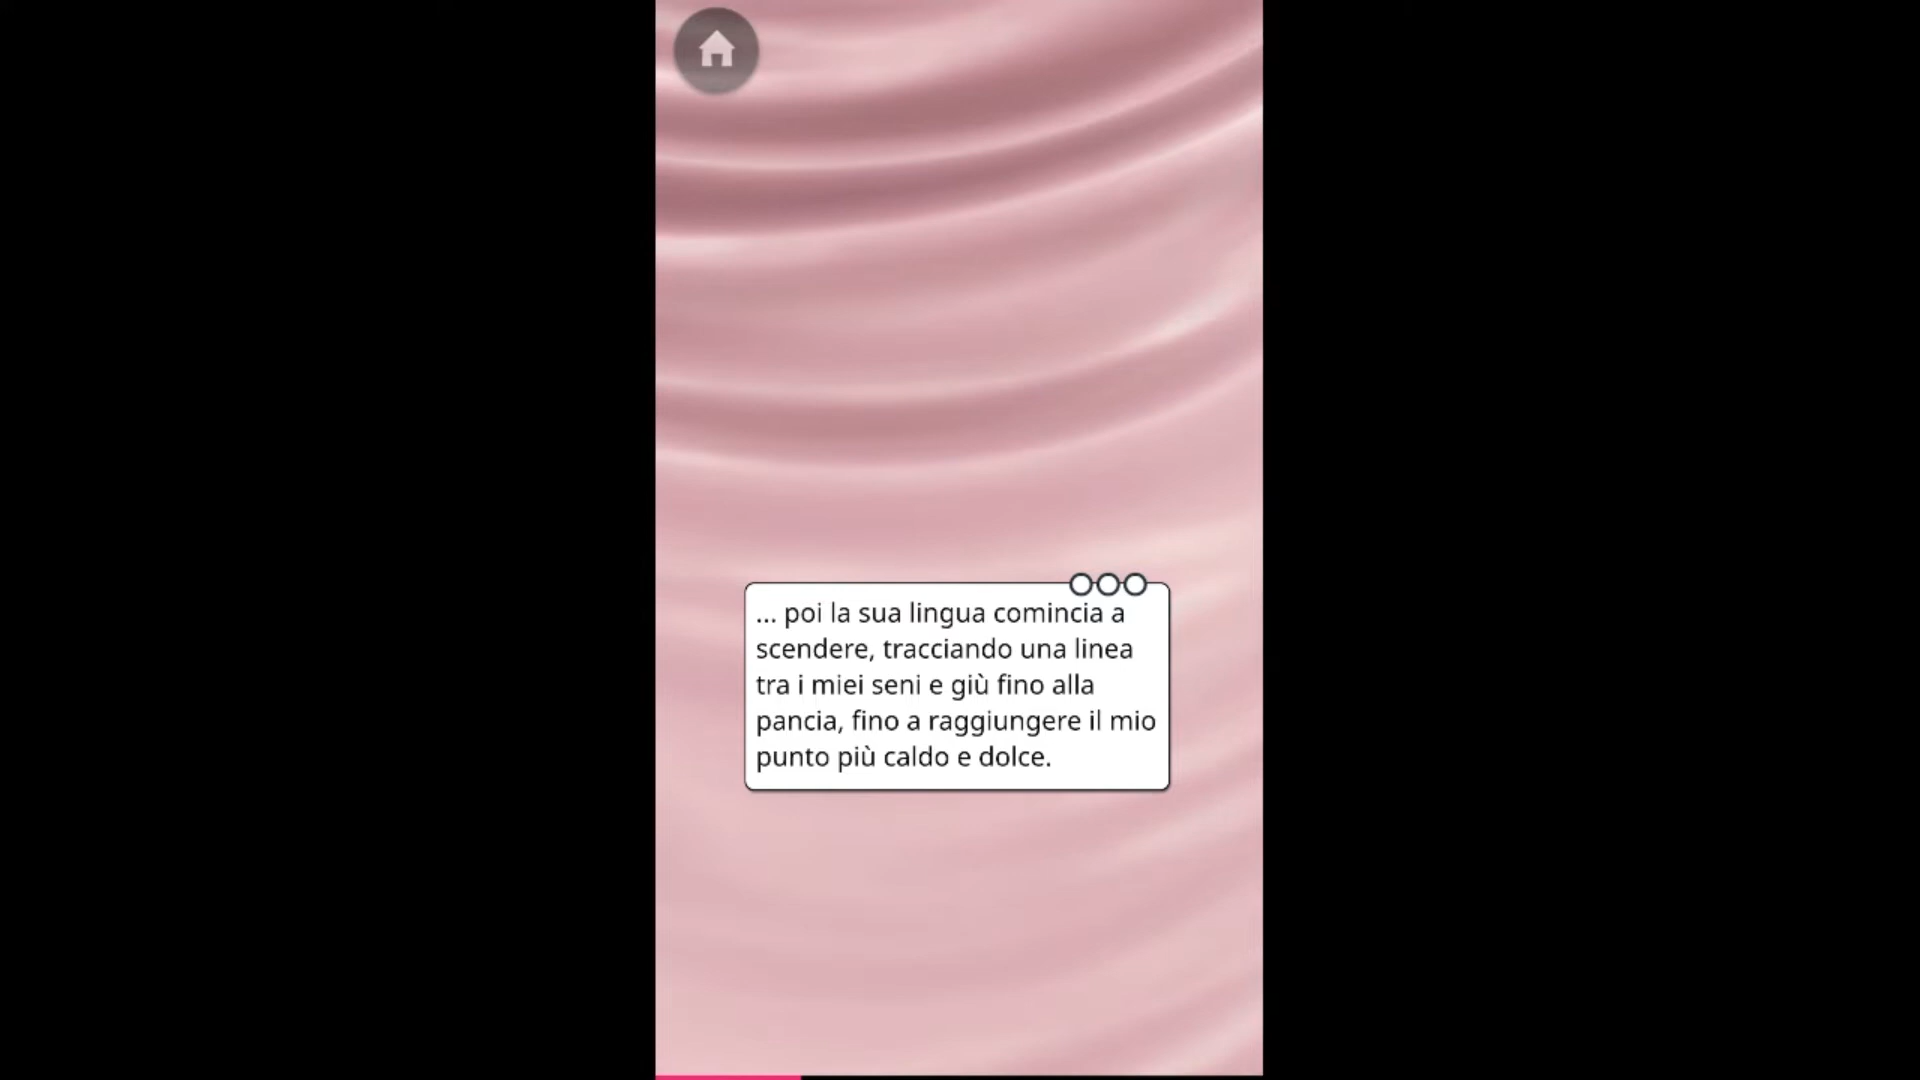 ... poi la sua lingua comincia a
scendere, tracciando una linea
tra i miei seni e giù fino alla
pancia, fino a raggiungere il mio
punto più caldo e dolce.